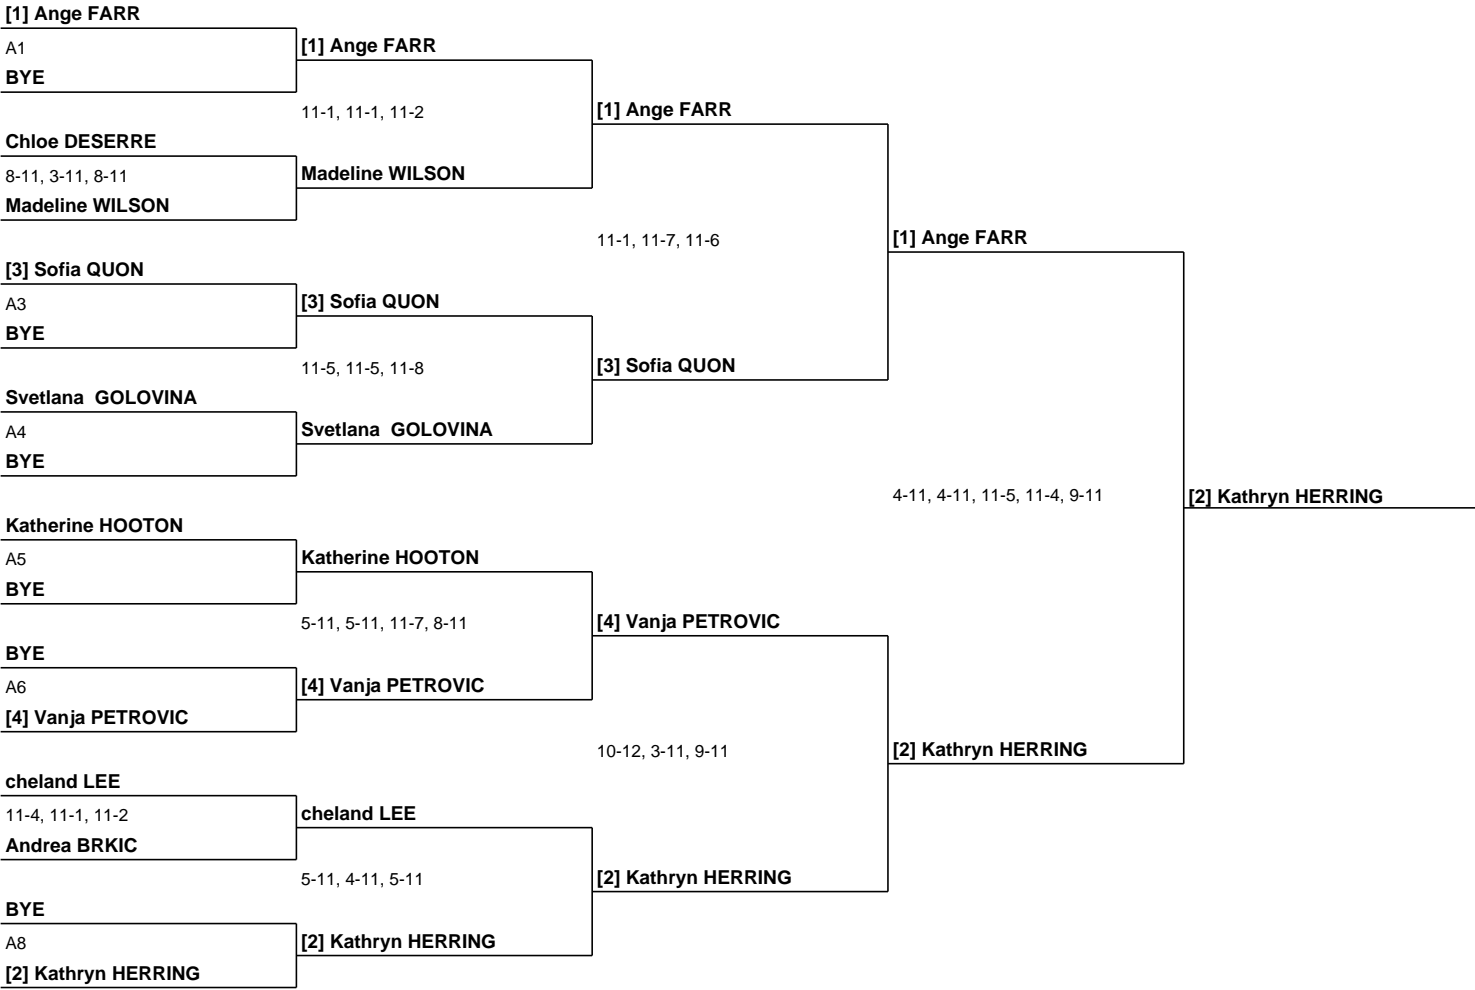 [1] Ange FARR
A1
BYE
Chloe DESERRE
8-11, 3-11, 8-11
Madeline WILSON
[3] Sofia QUON
A3
BYE
Svetlana  GOLOVINA
A4
BYE
Katherine HOOTON
A5
BYE
BYE
A6
[4] Vanja PETROVIC
cheland LEE
11-4, 11-1, 11-2
Andrea BRKIC
BYE
A8
[2] Kathryn HERRING
[1] Ange FARR
11-1, 11-1, 11-2
Madeline WILSON
[3] Sofia QUON
11-5, 11-5, 11-8
Svetlana  GOLOVINA
Katherine HOOTON
5-11, 5-11, 11-7, 8-11
[4] Vanja PETROVIC
cheland LEE
5-11, 4-11, 5-11
[2] Kathryn HERRING
[1] Ange FARR
11-1, 11-7, 11-6
[3] Sofia QUON
[4] Vanja PETROVIC
10-12, 3-11, 9-11
[2] Kathryn HERRING
[1] Ange FARR
4-11, 4-11, 11-5, 11-4, 9-11
[2] Kathryn HERRING
[2] Kathryn HERRING